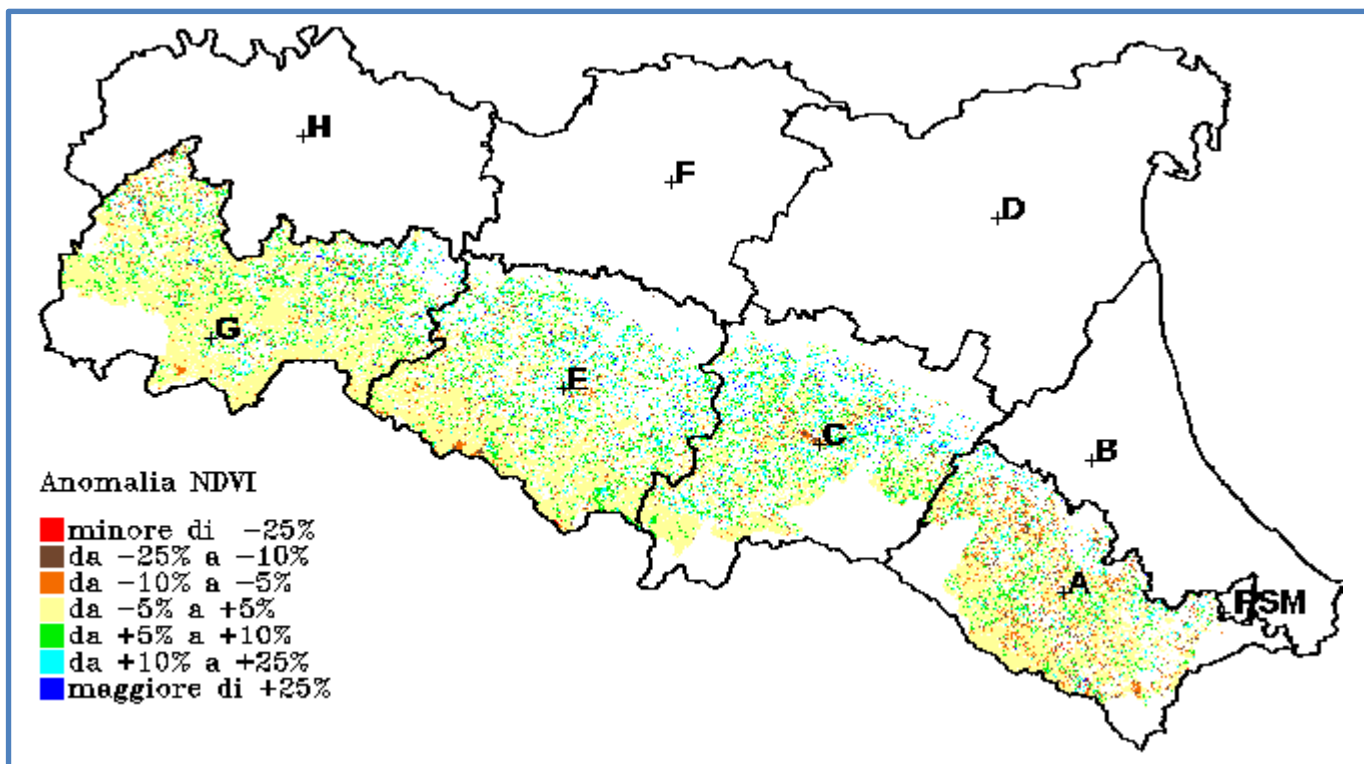 H
F
D
G
E
C
B
A
RSM
Anomalia NDVI
minore di -25%
da -25% a -10%
da -10% a -5%
da -5% a +5%
da +5% a +10%
da +10% a +25%
maggiore di +25%